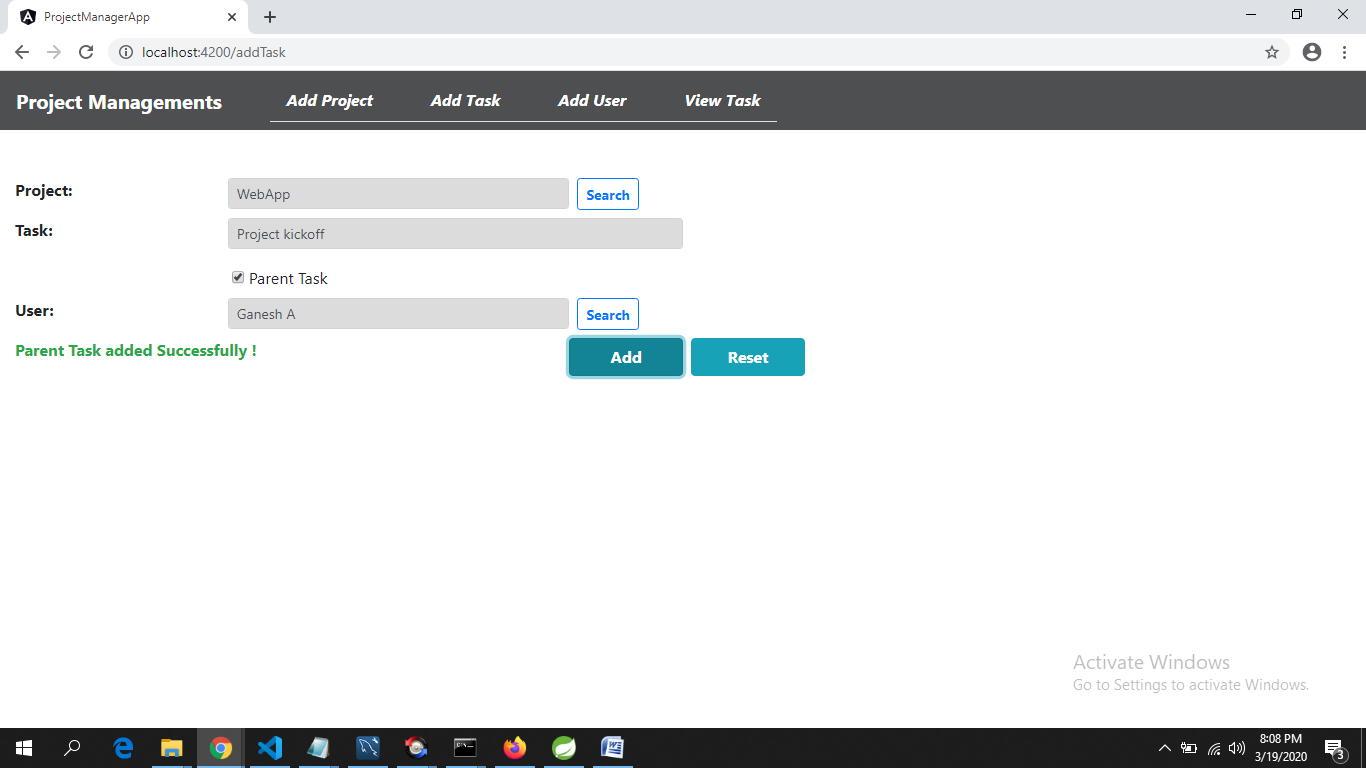 ProjectManagerApp
localhost:4200/addTask
Project Managements Add Project Add Task Add User View Task
Project: WebApp Search
Task: Project kickoff
Parent Task
User: Ganesh A Search
Parent Task added Successfully ! Add Reset
Activate Windows
Go to Settings to activate Windows.
8:08 PM
3/19/2020
3